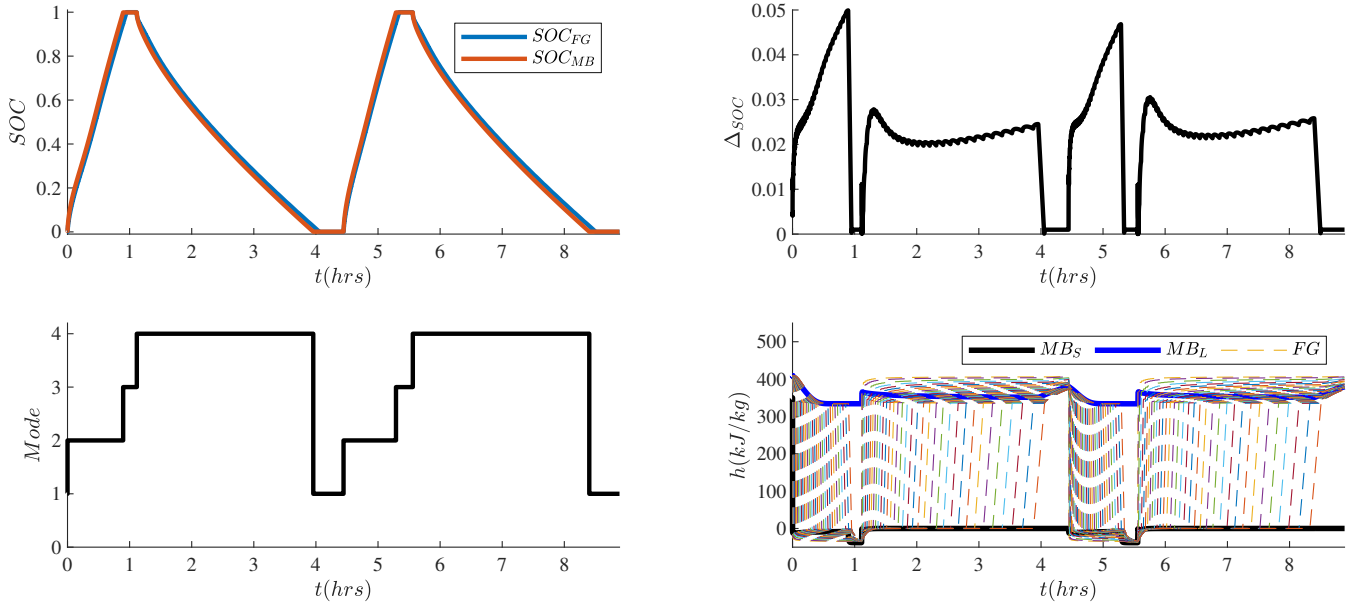 1
0.8
0.6
0.4
0.2
0
SOC
0 1 2 3 4 5 6 7 8
t(hrs)
SOC_FG
SOC_MB
0.05
0.04
0.03
0.02
0.01
0
Δ_SOC
0 1 2 3 4 5 6 7 8
t(hrs)
4
3
2
1
0
Mode
0 1 2 3 4 5 6 7 8
t(hrs)
500
400
300
200
100
0
h(kJ/kg)
0 1 2 3 4 5 6 7 8
t(hrs)
MB_S MB_L FG